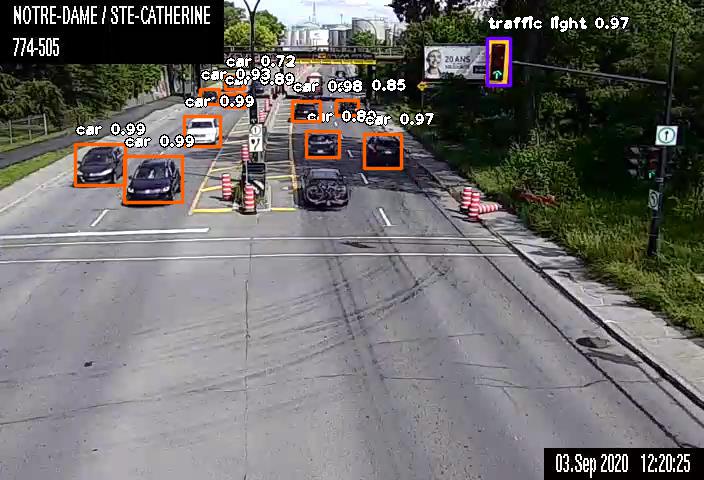 NOTRE-DAME / STE-CATHERINE
774-505
traffic light 0.97
car 0.72
car 0.93
0.89
car 0.98
0.85
car 0.99
car 0.97
car 0.99
car 0.99
20 ANS
03.Sep 2020 12:20:25